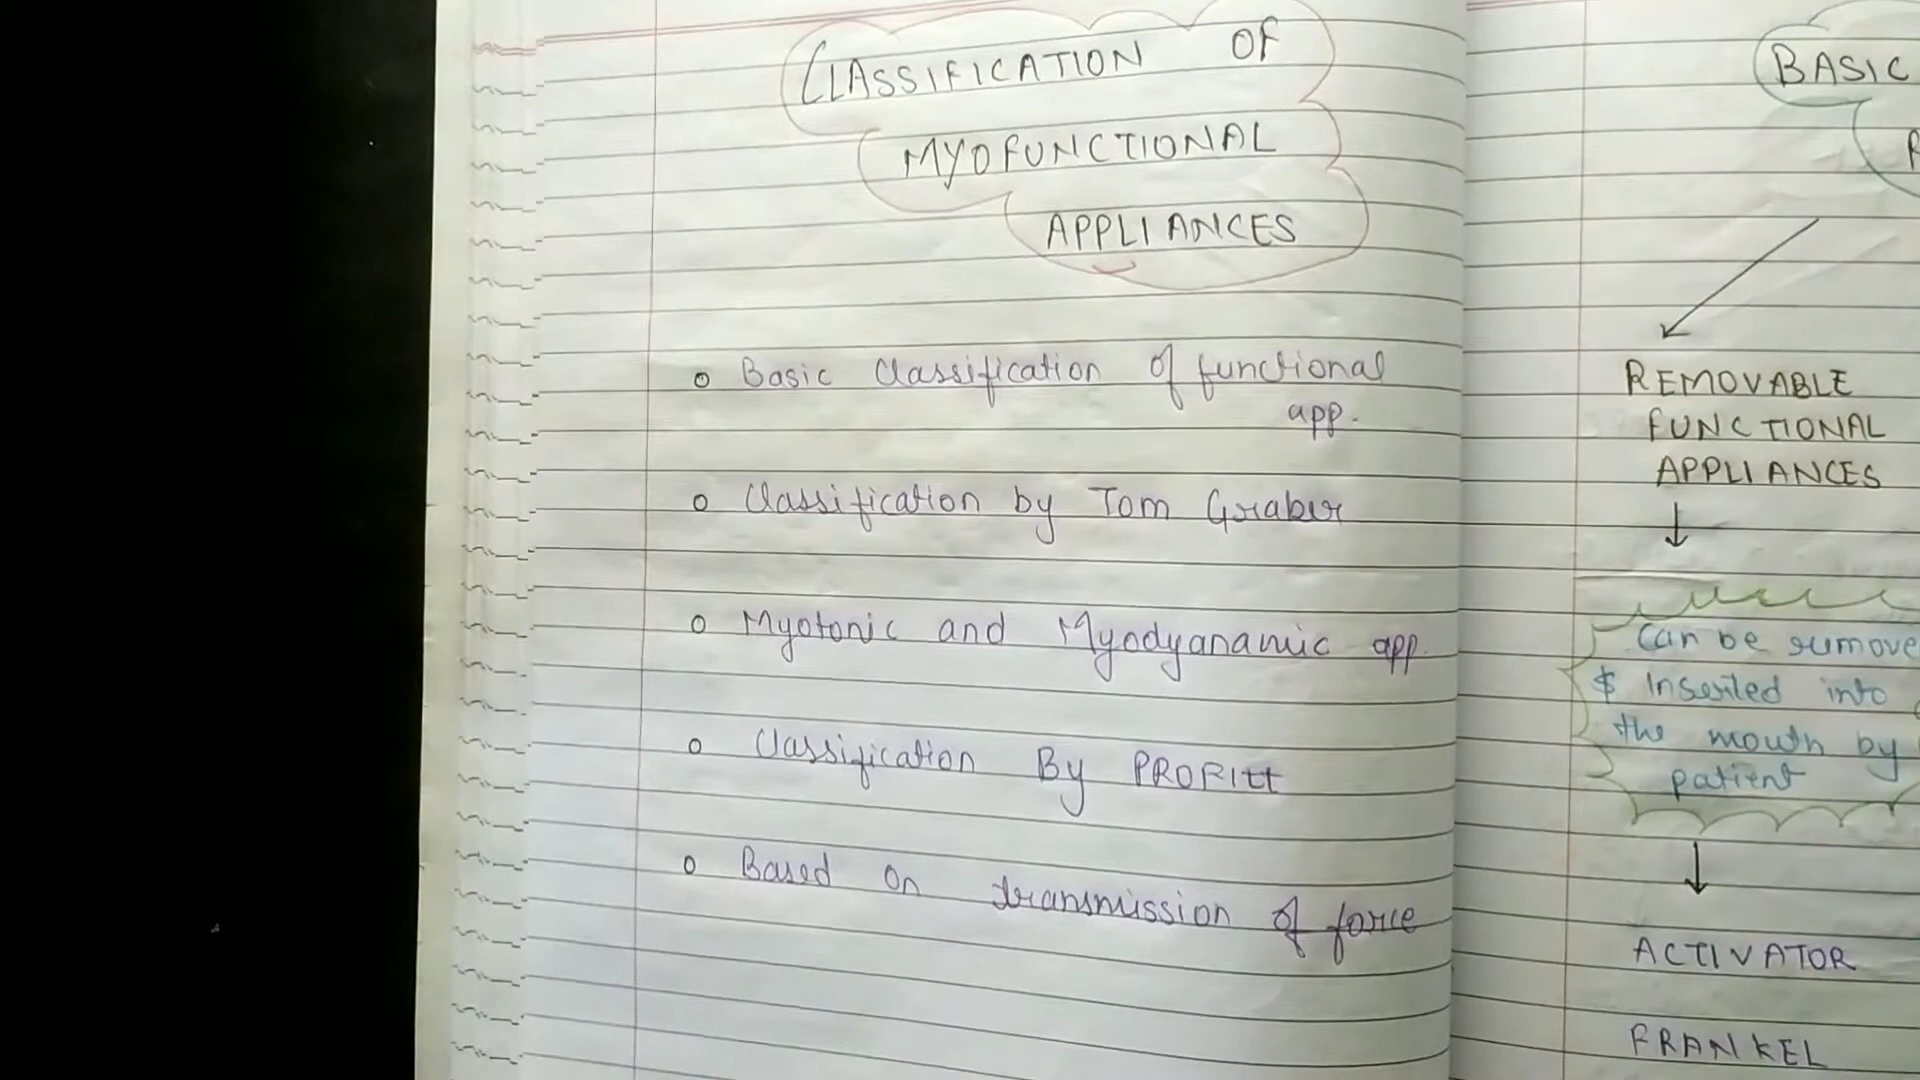 CLASSIFICATION OF
MYOFUNCTIONAL
APPLIANCES
o Basic Classification of functional
app.
o Classification by Tom Graber
o Myotonic and Myodyanamic app.
o Classification By PROFItt
o Based On transmission of force
BASIC
REMOVABLE
FUNCTIONAL
APPLIANCES
Can be remove
& Inserted into
the mouth by
patient
ACTIVATOR
FRANKEL